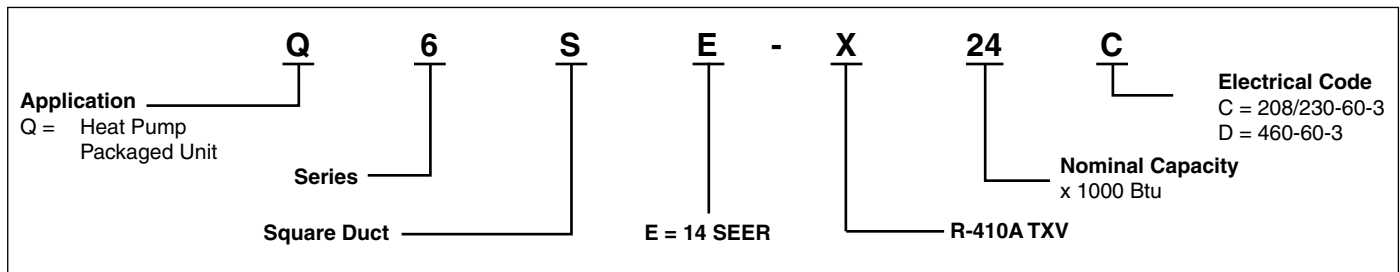 Q 6 S E - X 24 C
Application
Q = Heat Pump
Packaged Unit
Series
Square Duct
E = 14 SEER
R-410A TXV
Nominal Capacity
x 1000 Btu
Electrical Code
C = 208/230-60-3
D = 460-60-3